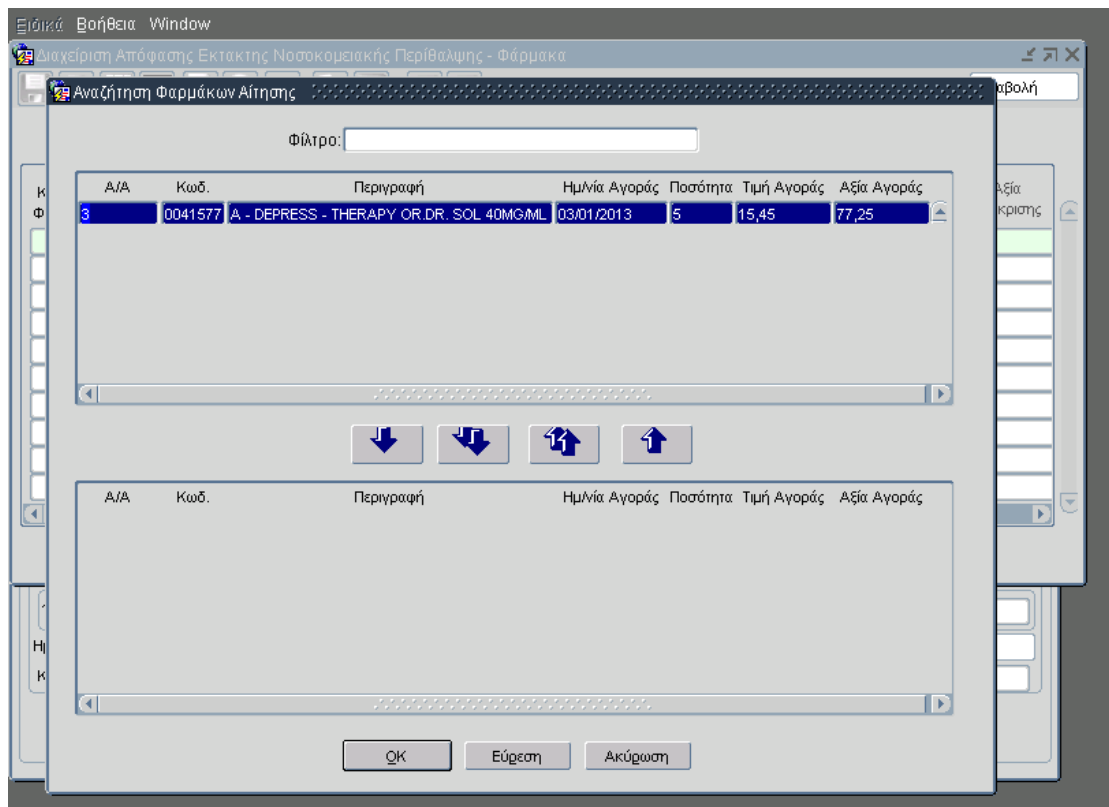 Ειδικά Βοήθεια Window
Διαχείριση Απόφασης Εκτακτης Νοσοκομειακής Περίθαλψης - Φάρμακα
Αναζήτηση Φαρμάκων Αίτησης
αβολή
Φίλτρο:
Α/Α Κωδ. Περιγραφή Ημ/νία Αγοράς Ποσότητα Τιμή Αγοράς Αξία Αγοράς
3 0041577 A - DEPRESS - THERAPY OR.DR. SOL 40MG/ML 03/01/2013 5 15,45 77,25
Κ
Φ
Αξία
κρισης
Α/Α Κωδ. Περιγραφή Ημ/νία Αγοράς Ποσότητα Τιμή Αγοράς Αξία Αγοράς
Ημ
Κ
OK Εύρεση Ακύρωση